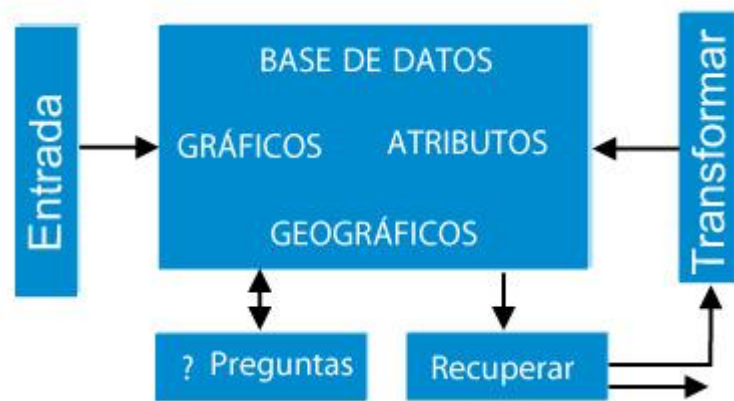 Entrada
BASE DE DATOS
GRÁFICOS
ATRIBUTOS
GEOGRÁFICOS
Transformar
? Preguntas
Recuperar